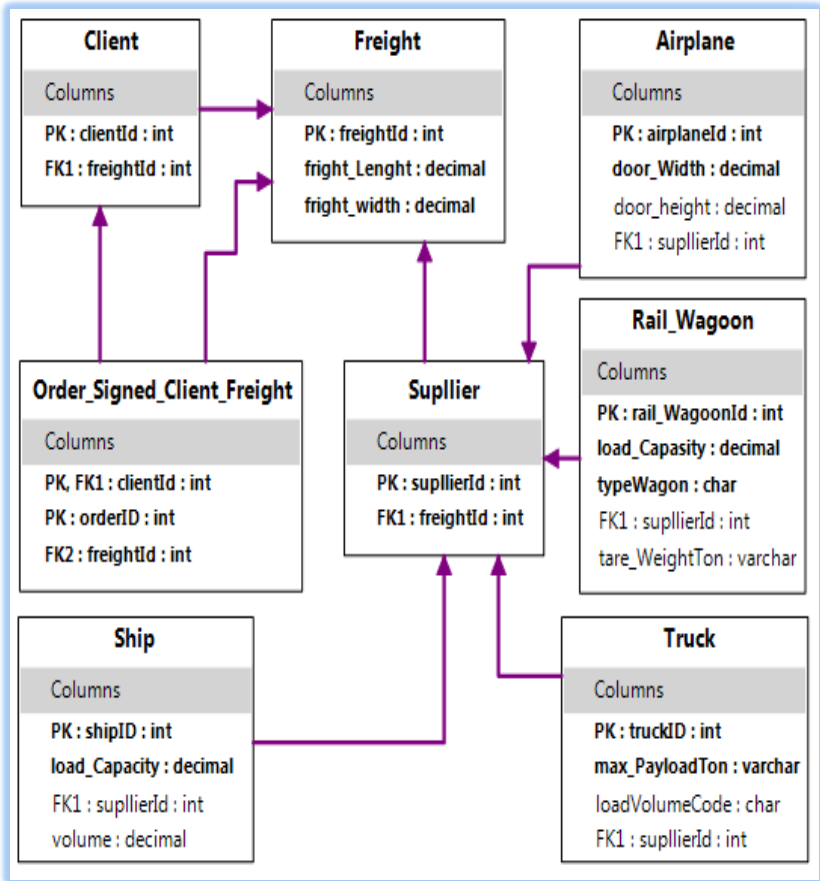 Client
Columns
PK : clientId : int
FK1 : freightId : int
Freight
Columns
PK : freightId : int
fright_Lenght : decimal
fright_width : decimal
Airplane
Columns
PK : airplaneId : int
door_Width : decimal
door_height : decimal
FK1 : supllierId : int
Rail_Wagoon
Columns
PK : rail_WagoonId : int
load_Capasity : decimal
typeWagon : char
FK1 : supllierId : int
tare_WeightTon : varchar
Order_Signed_Client_Freight
Columns
PK, FK1 : clientId : int
PK : orderID : int
FK2 : freightId : int
Supllier
Columns
PK : supllierId : int
FK1 : freightId : int
Ship
Columns
PK : shipID : int
load_Capacity : decimal
FK1 : supllierId : int
volume : decimal
Truck
Columns
PK : truckID : int
max_PayloadTon : varchar
loadVolumeCode : char
FK1 : supllierId : int